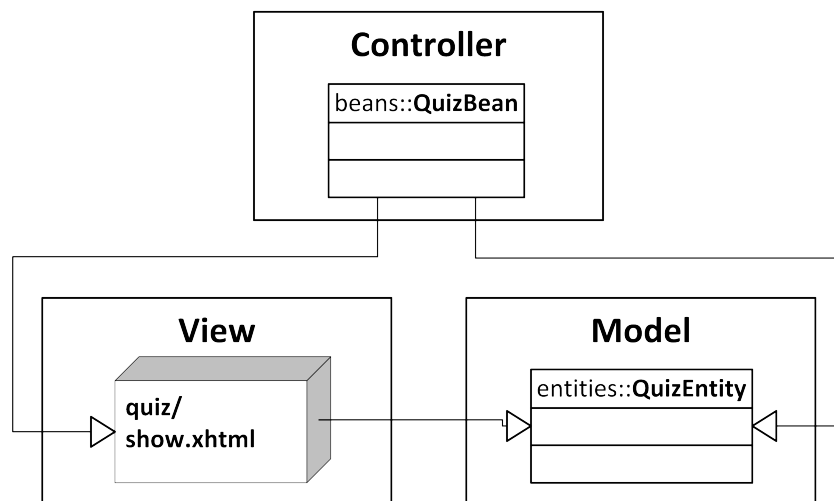 Controller
beans::QuizBean
View
Model
quiz/
show.xhtml
entities::QuizEntity